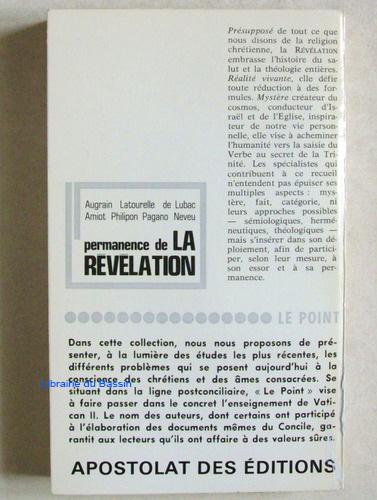 Présupposé de tout ce que
nous disons de la religion
chrétienne, la RÉVÉLATION
embrasse l'histoire du sa-
lut et la théologie entières.
Réalité vivante, elle défie
toute réduction à des for-
mules. Mystère créateur du
cosmos, conducteur d'Is-
raël et de l'Eglise, inspira-
teur de notre vie person-
nelle, elle vise à acheminer
l'humanité vers la saisie du
Verbe au secret de la Tri-
nité. Les spécialistes qui
contribuent à ce recueil
n'entendent pas épuiser ses
multiples aspects : mys-
tère, fait, catégorie, ni
leurs approches possibles
— sémiologiques, hermé-
neutiques, théologiques —
mais s'insérer dans son dé-
ploiement, afin de partici-
per, selon leur mesure, à
son essor et à sa per-
manence.
Augrain Latourelle de Lubac
Amiot Philipon Pagano Neveu
permanence de LA
REVELATION
LE POINT
Dans cette collection, nous nous proposons de pré-
senter, à la lumière des études les plus récentes, les
différents problèmes qui se posent aujourd'hui à la
conscience des chrétiens et des âmes consacrées. Se
situant dans la ligne postconciliaire, « Le Point » vise
à faire passer dans le concret l'enseignement de Vati-
can II. Le nom des auteurs, dont certains ont participé
à l'élaboration des documents mêmes du Concile, ga-
rantit aux lecteurs qu'ils ont affaire à des valeurs sûres.
Librairie du Bassin
APOSTOLAT DES ÉDITIONS